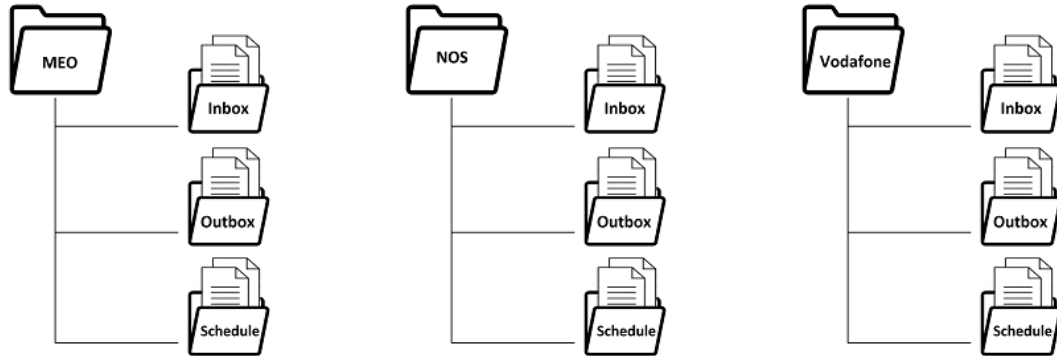 MEO
Inbox
Outbox
Schedule
NOS
Inbox
Outbox
Schedule
Vodafone
Inbox
Outbox
Schedule